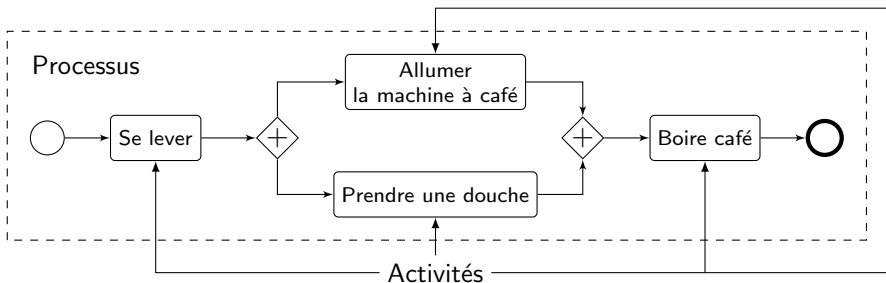 Processus
Allumer
la machine à café
Se lever
Boire café
Prendre une douche
Activités